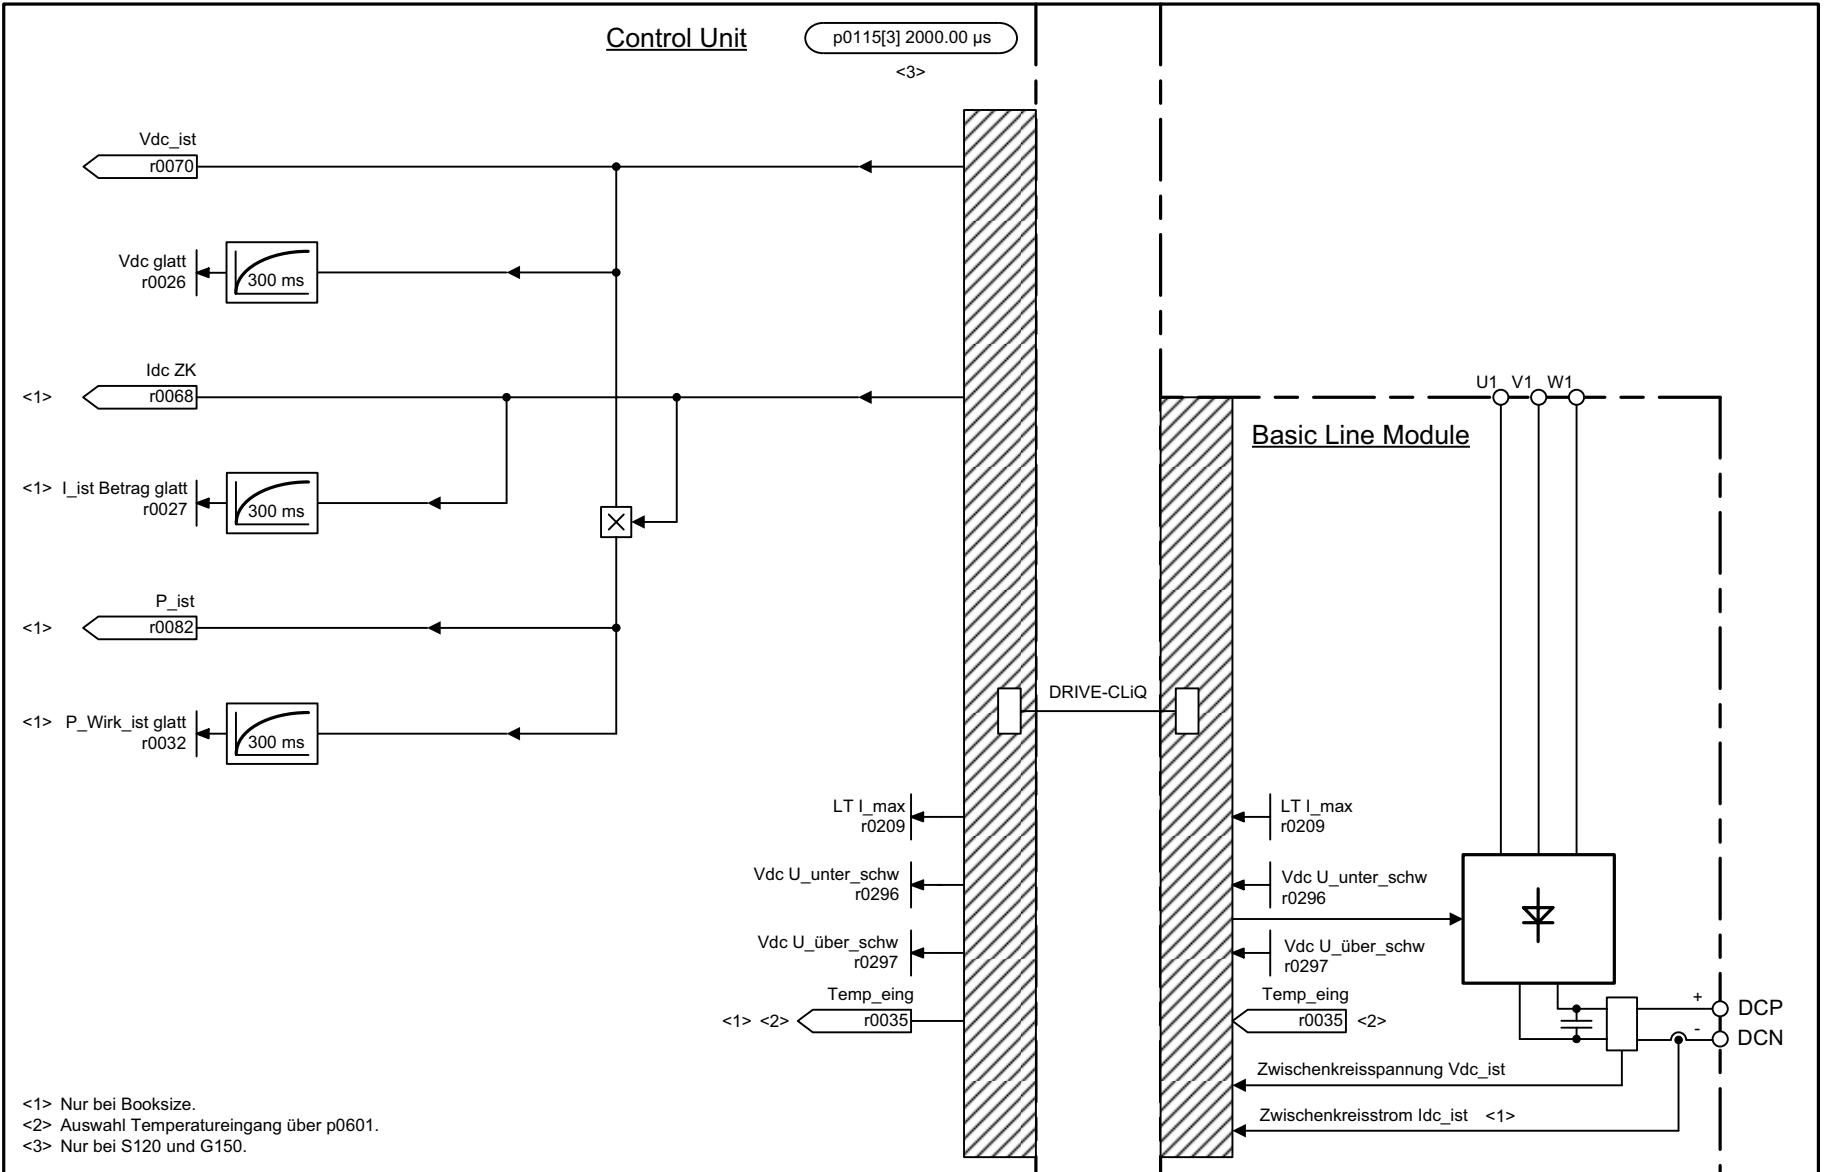 Control Unit
p0115[3] 2000.00 µs
<3>
Vdc_ist
r0070
Vdc glatt
r0026
300 ms
Idc ZK
<1>
r0068
<1> I_ist Betrag glatt
r0027
300 ms
P_ist
<1>
r0082
<1> P_Wirk_ist glatt
r0032
300 ms
DRIVE-CLiQ
LT I_max
r0209
Vdc U_unter_schw
r0296
Vdc U_über_schw
r0297
Temp_eing
<1> <2>
r0035
U1 V1 W1
Basic Line Module
LT I_max
r0209
Vdc U_unter_schw
r0296
Vdc U_über_schw
r0297
Temp_eing
r0035
<2>
+
DCP
-
DCN
Zwischenkreisspannung Vdc_ist
Zwischenkreisstrom Idc_ist <1>
<1> Nur bei Booksize.
<2> Auswahl Temperatureingang über p0601.
<3> Nur bei S120 und G150.